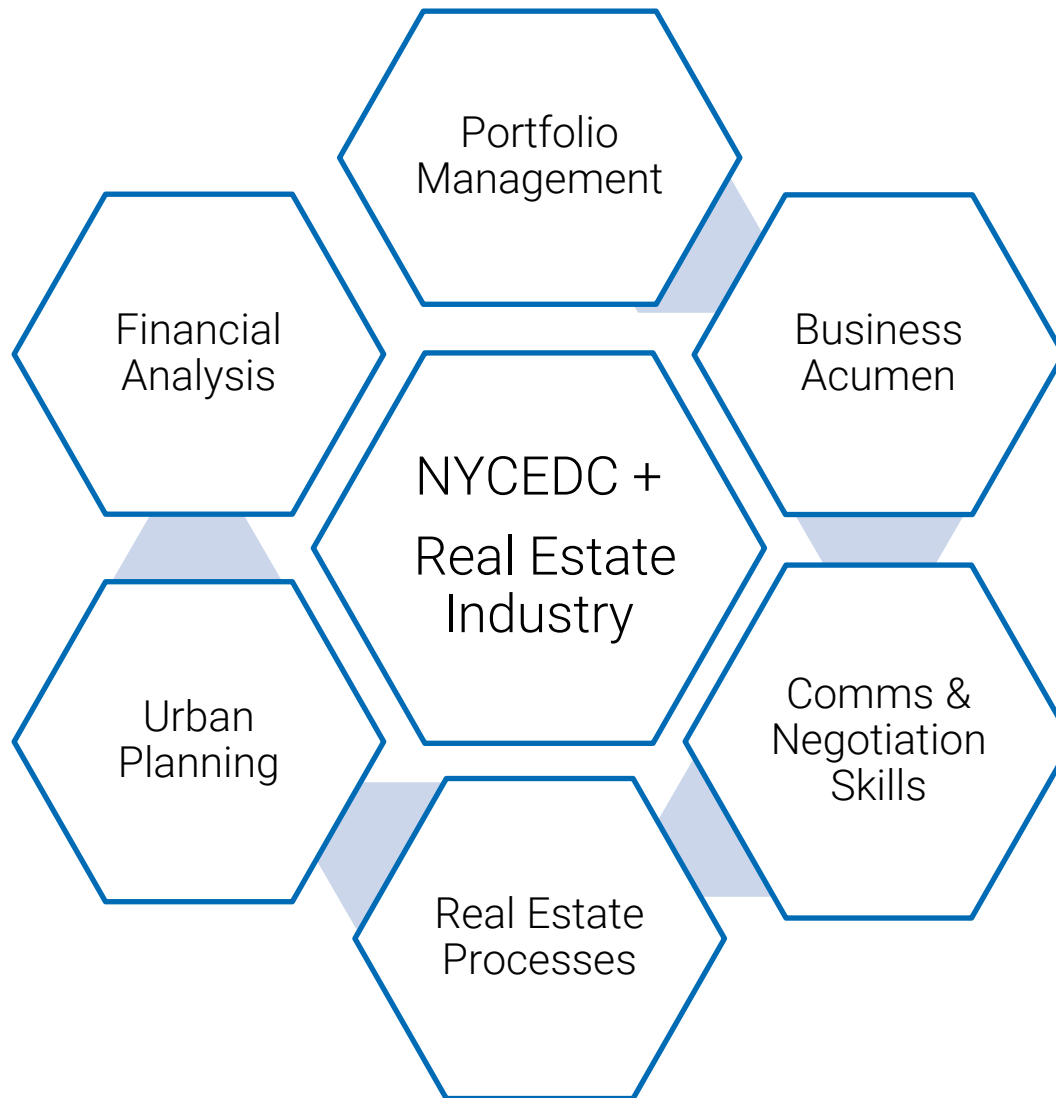 Portfolio
Management
Financial
Analysis
Business
Acumen
NYCEDC +
Real Estate
Industry
Urban
Planning
Comms &
Negotiation
Skills
Real Estate
Processes